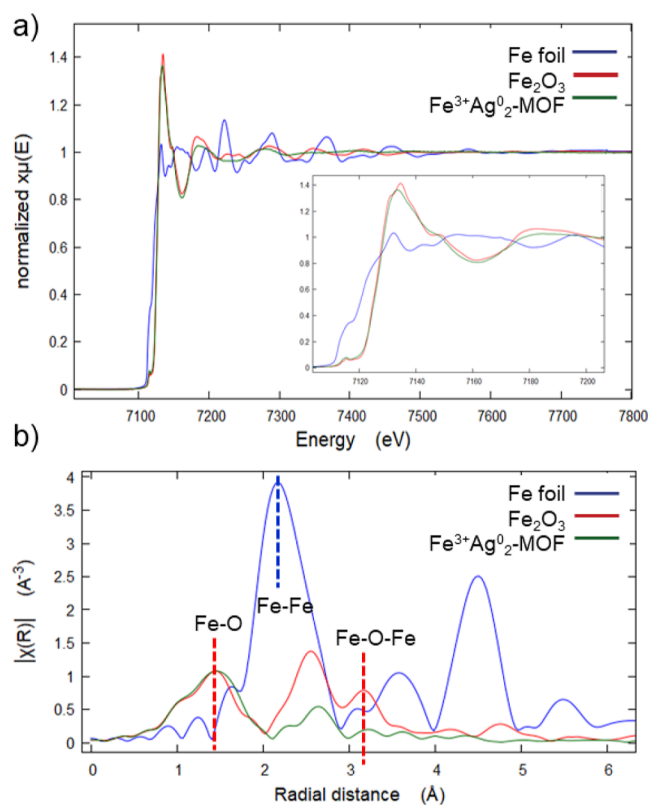 a)
Fe foil
Fe₂O₃
Fe³⁺Ag⁰₂-MOF
normalized xμ(E)
1.4
1.2
1
0.8
0.6
0.4
0.2
0
1.4
1.2
1
0.8
0.6
0.4
0.2
0
7120 7140 7160 7180 7200
7100 7200 7300 7400 7500 7600 7700 7800
Energy (eV)
b)
Fe foil
Fe₂O₃
Fe³⁺Ag⁰₂-MOF
|χ(R)| (A⁻³)
4
3.5
3
2.5
2
1.5
1
0.5
0
Fe-O
Fe-Fe
Fe-O-Fe
0 1 2 3 4 5 6
Radial distance (Å)